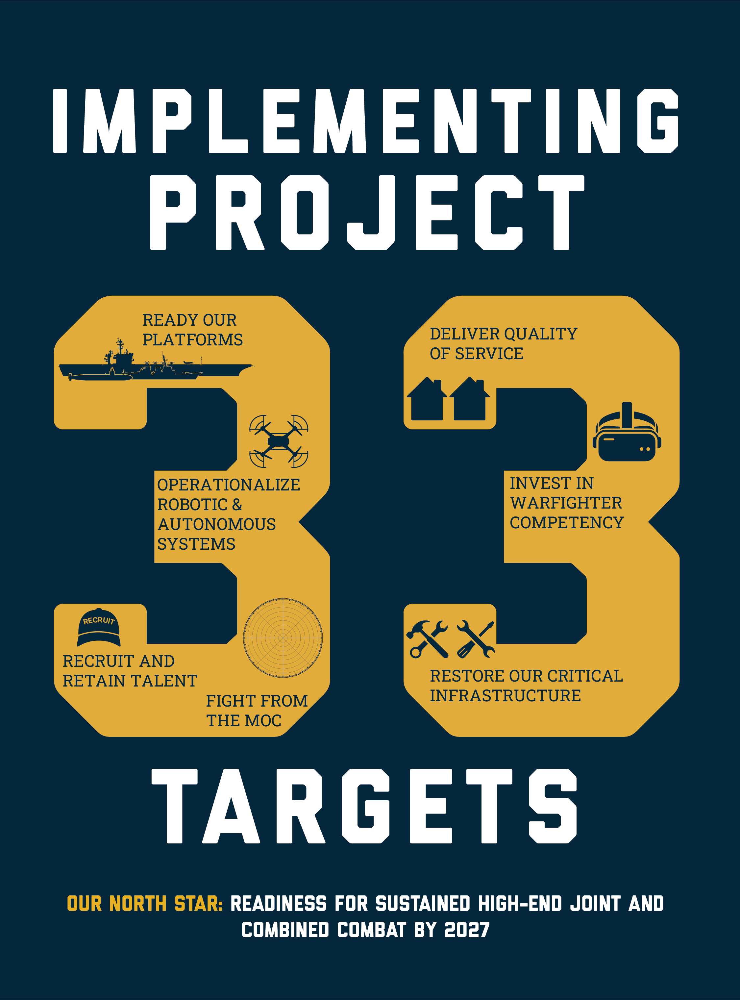 IMPLEMENTING
PROJECT
33
READY OUR
PLATFORMS
OPERATIONALIZE
ROBOTIC &
AUTONOMOUS
SYSTEMS
RECRUIT
RECRUIT AND
RETAIN TALENT
FIGHT FROM
THE MOC
DELIVER QUALITY
OF SERVICE
INVEST IN
WARFIGHTER
COMPETENCY
RESTORE OUR CRITICAL
INFRASTRUCTURE
TARGETS
OUR NORTH STAR: READINESS FOR SUSTAINED HIGH-END JOINT AND
COMBINED COMBAT BY 2027